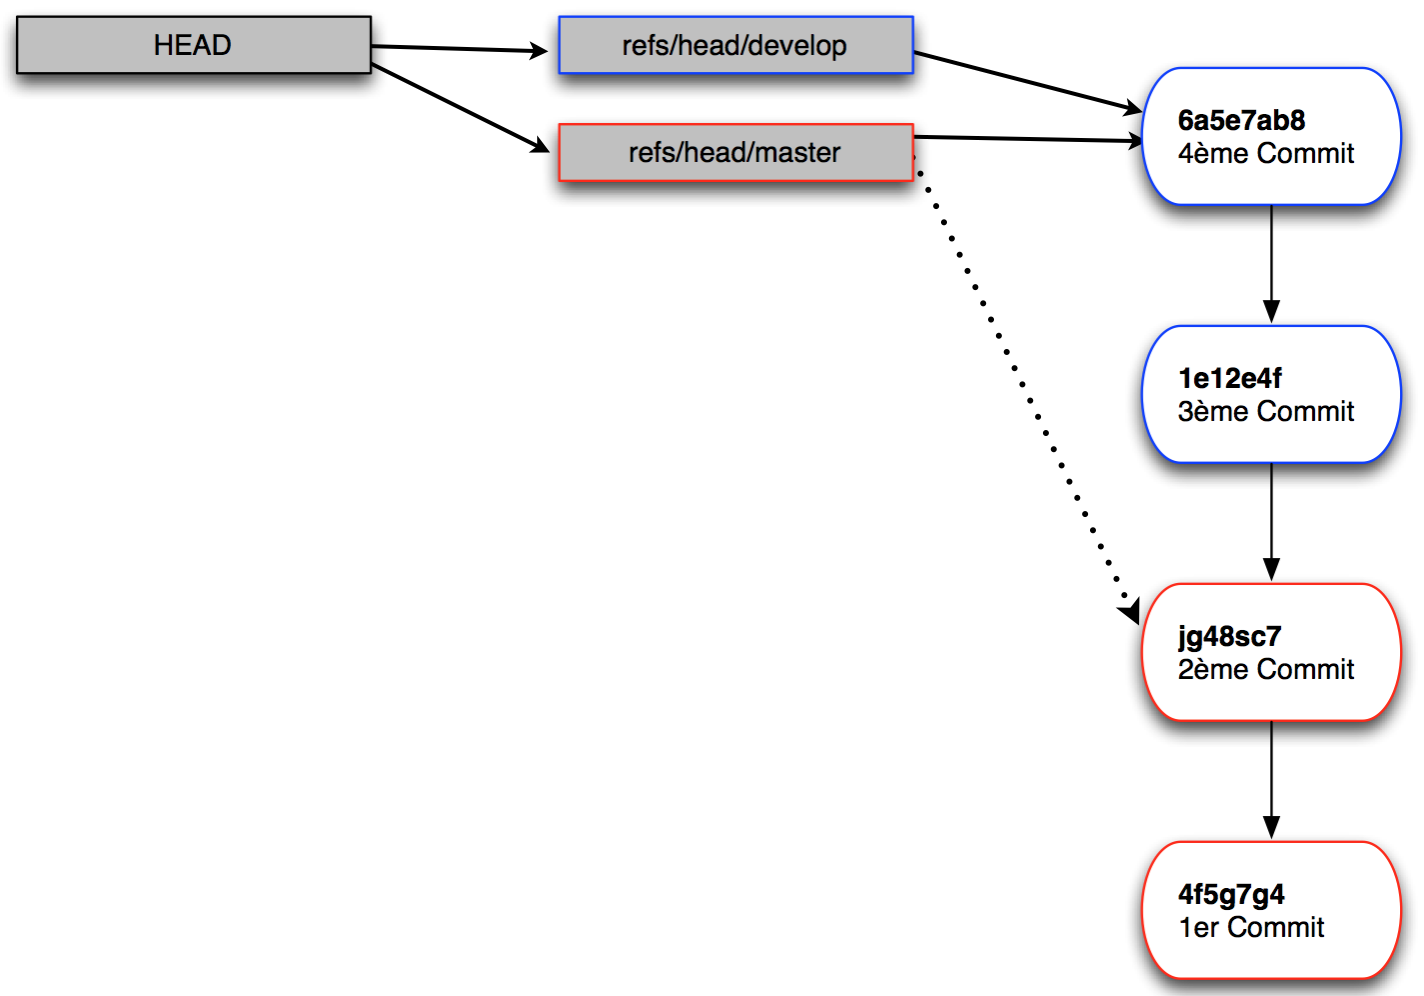 HEAD
refs/head/develop
refs/head/master
6a5e7ab8
4ème Commit
1e12e4f
3ème Commit
jg48sc7
2ème Commit
4f5g7g4
1er Commit